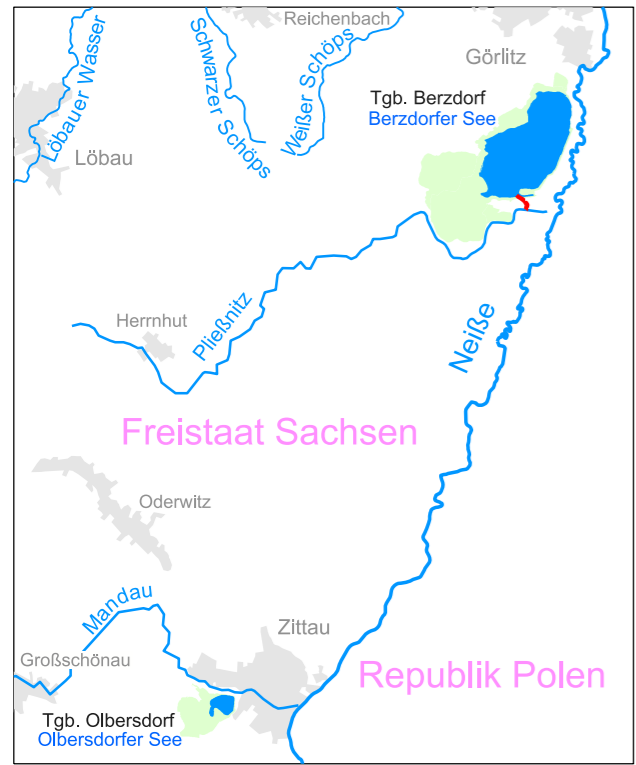 Reichenbach
Löbauer Wasser
Schwarzer Schöps
Weißer Schöps
Görlitz
Tgb. Berzdorf
Berzdorfer See
Löbau
Neiße
Pließnitz
Herrnhut
Freistaat Sachsen
Oderwitz
Mandau
Zittau
Großschönau
Republik Polen
Tgb. Olbersdorf
Olbersdorfer See